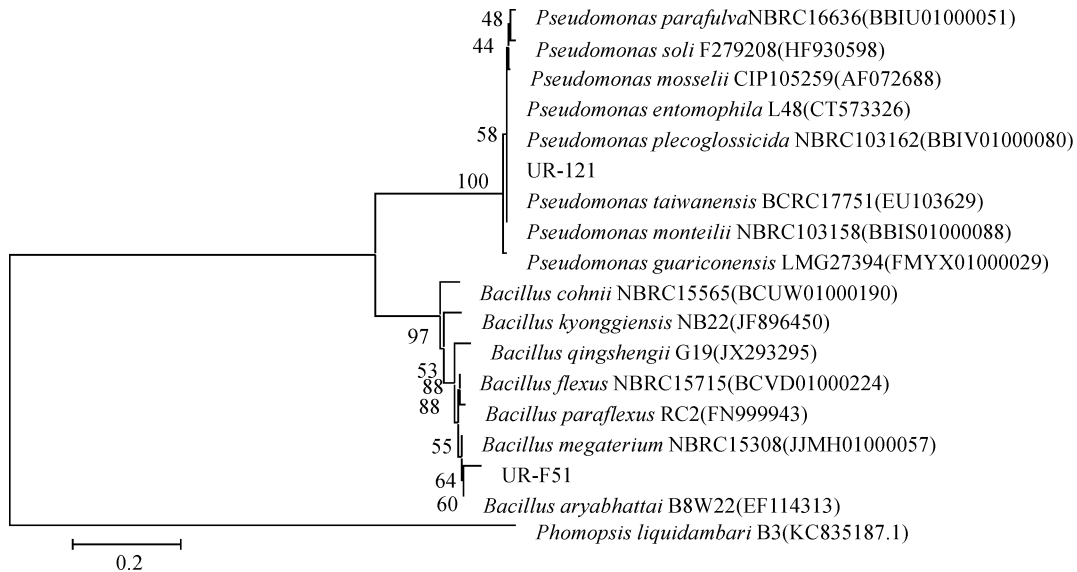 48
Pseudomonas parafulvaNBRC16636(BBIU01000051)
44
Pseudomonas soli F279208(HF930598)
Pseudomonas mosselii CIP105259(AF072688)
Pseudomonas entomophila L48(CT573326)
58
Pseudomonas plecoglossicida NBRC103162(BBIV01000080)
UR-121
100
Pseudomonas taiwanensis BCRC17751(EU103629)
Pseudomonas monteilii NBRC103158(BBIS01000088)
Pseudomonas guariconensis LMG27394(FMYX01000029)
Bacillus cohnii NBRC15565(BCUW01000190)
Bacillus kyonggiensis NB22(JF896450)
97
Bacillus qingshengii G19(JX293295)
53
Bacillus flexus NBRC15715(BCVD01000224)
88
88
Bacillus paraflexus RC2(FN999943)
55
Bacillus megaterium NBRC15308(JJMH01000057)
UR-F51
64
60
Bacillus aryabhattai B8W22(EF114313)
Phomopsis liquidambari B3(KC835187.1)
0.2